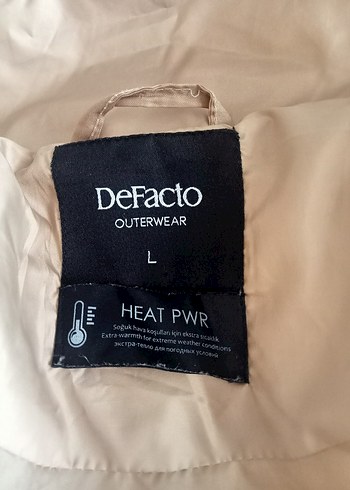 DeFacto
OUTERWEAR
L
HEAT PWR
Soğuk hava koşulları için ekstra sıcaklık
Extra-warmth for extreme weather conditions
экстра-тепло для погодных условий